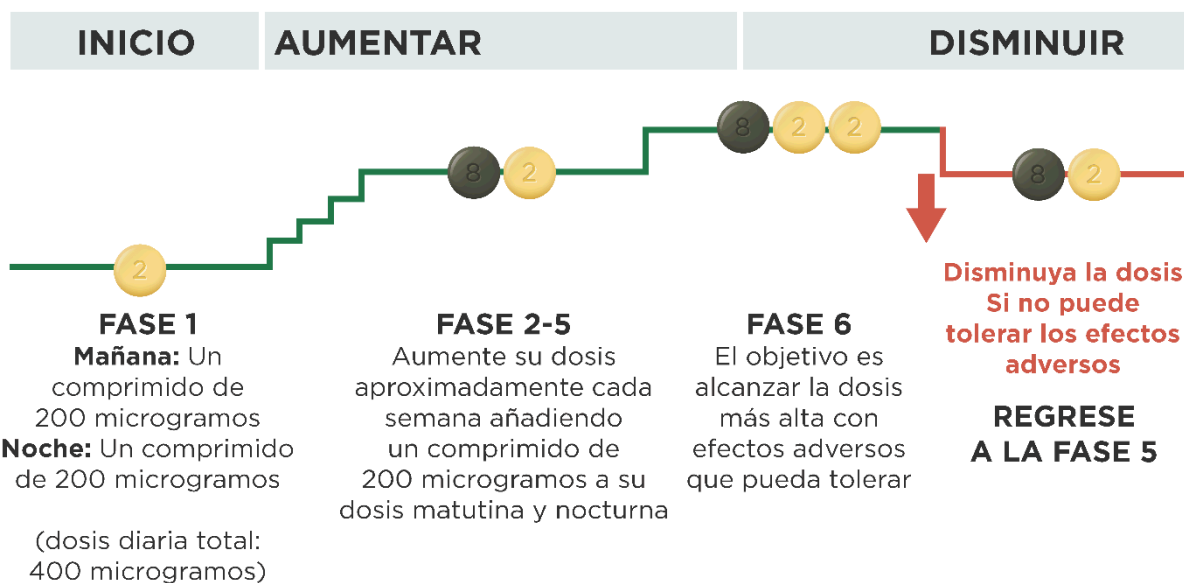 INICIO
AUMENTAR
DISMINUIR
2
8 2
8 2 2
8 2
FASE 1
Mañana: Un
comprimido de
200 microgramos
Noche: Un comprimido
de 200 microgramos
(dosis diaria total:
400 microgramos)
FASE 2-5
Aumente su dosis
aproximadamente cada
semana añadiendo
un comprimido de
200 microgramos a su
dosis matutina y nocturna
FASE 6
El objetivo es
alcanzar la dosis
más alta con
efectos adversos
que pueda tolerar
Disminuya la dosis
Si no puede
tolerar los efectos
adversos
REGRESE
A LA FASE 5